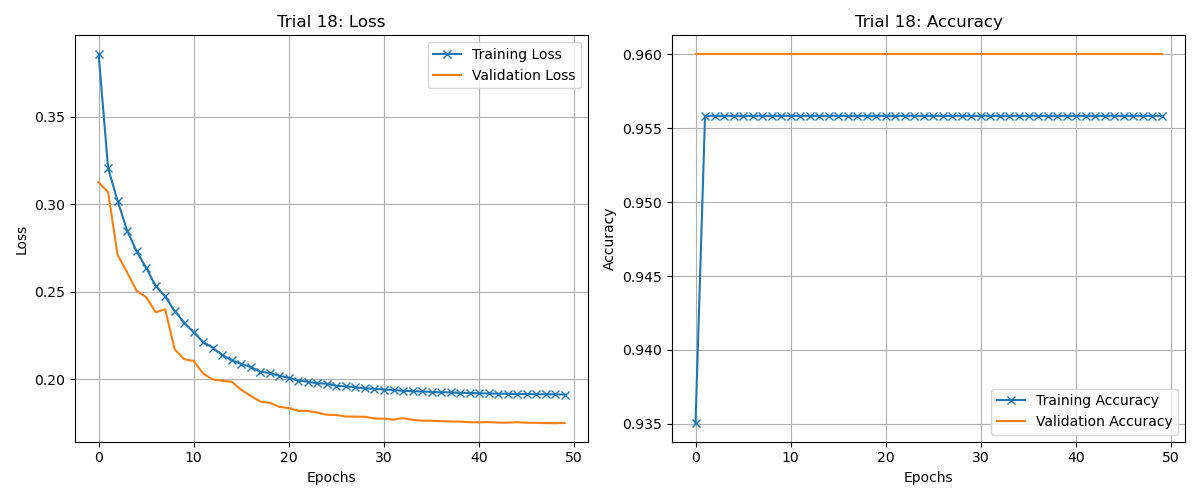 Trial 18: Loss
Training Loss
Validation Loss
0.35
0.30
0.25
0.20
Loss
0 10 20 30 40 50
Epochs
Trial 18: Accuracy
0.960
0.955
0.950
0.945
0.940
0.935
Accuracy
Training Accuracy
Validation Accuracy
0 10 20 30 40 50
Epochs